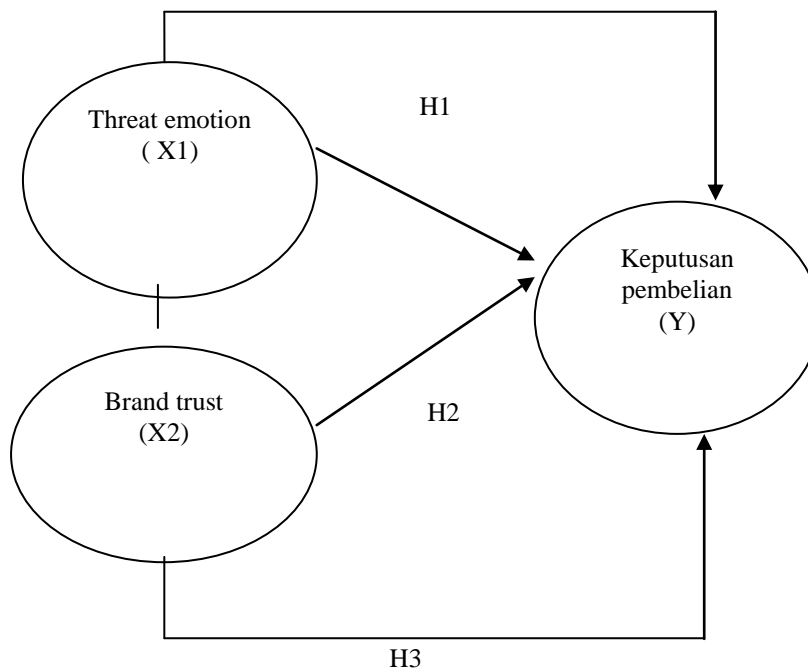 H1
Threat emotion
( X1)
Keputusan
pembelian
(Y)
Brand trust
(X2)
H2
H3